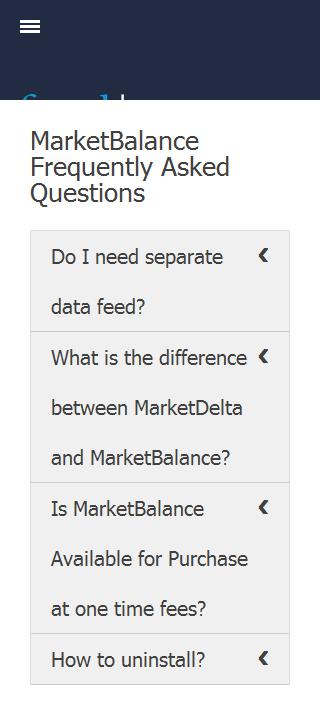 MarketBalance
Frequently Asked
Questions
Do I need separate
data feed?
What is the difference
between MarketDelta
and MarketBalance?
Is MarketBalance
Available for Purchase
at one time fees?
How to uninstall?